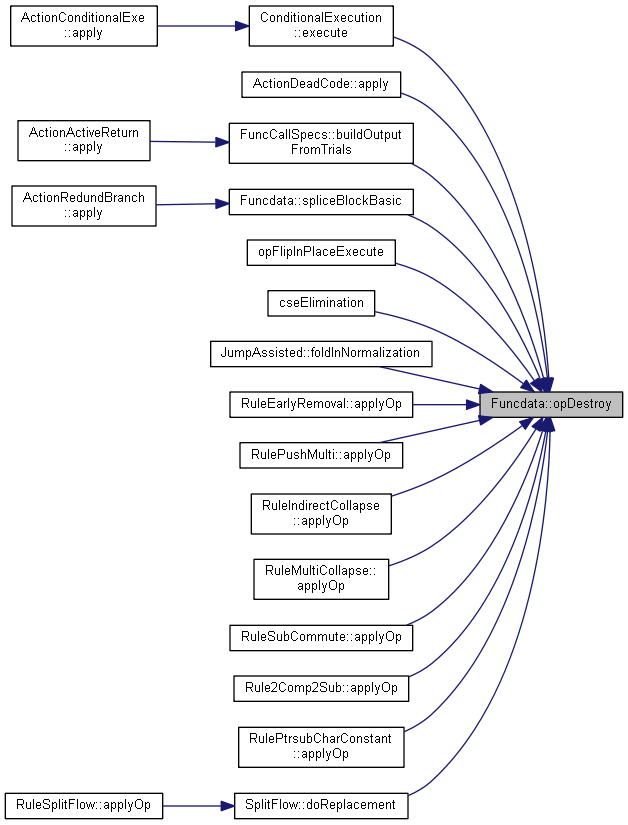 ActionConditionalExe
::apply
ConditionalExecution
::execute
ActionDeadCode::apply
ActionActiveReturn
::apply
FuncCallSpecs::buildOutput
FromTrials
ActionRedundBranch
::apply
Funcdata::spliceBlockBasic
opFlipInPlaceExecute
cseElimination
JumpAssisted::foldInNormalization
RuleEarlyRemoval::applyOp
Funcdata::opDestroy
RulePushMulti::applyOp
RuleIndirectCollapse
::applyOp
RuleMultiCollapse::
applyOp
RuleSubCommute::applyOp
Rule2Comp2Sub::applyOp
RulePtrsubCharConstant
::applyOp
RuleSplitFlow::applyOp
SplitFlow::doReplacement